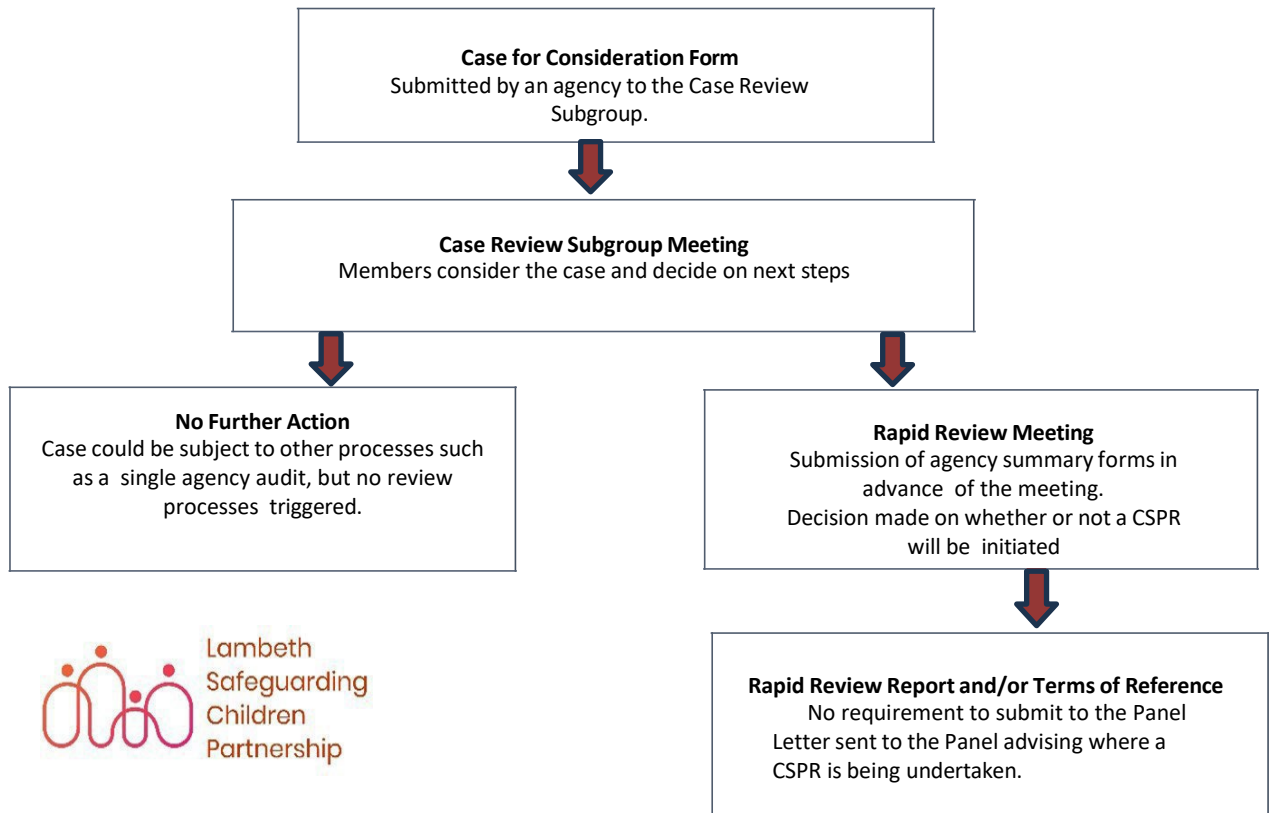 Case for Consideration Form
Submitted by an agency to the Case Review
Subgroup.
Case Review Subgroup Meeting
Members consider the case and decide on next steps
No Further Action
Case could be subject to other processes such
as a single agency audit, but no review
processes triggered.
Rapid Review Meeting
Submission of agency summary forms in
advance of the meeting.
Decision made on whether or not a CSPR
will be initiated
Lambeth
Safeguarding
Children
Partnership
Rapid Review Report and/or Terms of Reference
No requirement to submit to the Panel
Letter sent to the Panel advising where a
CSPR is being undertaken.